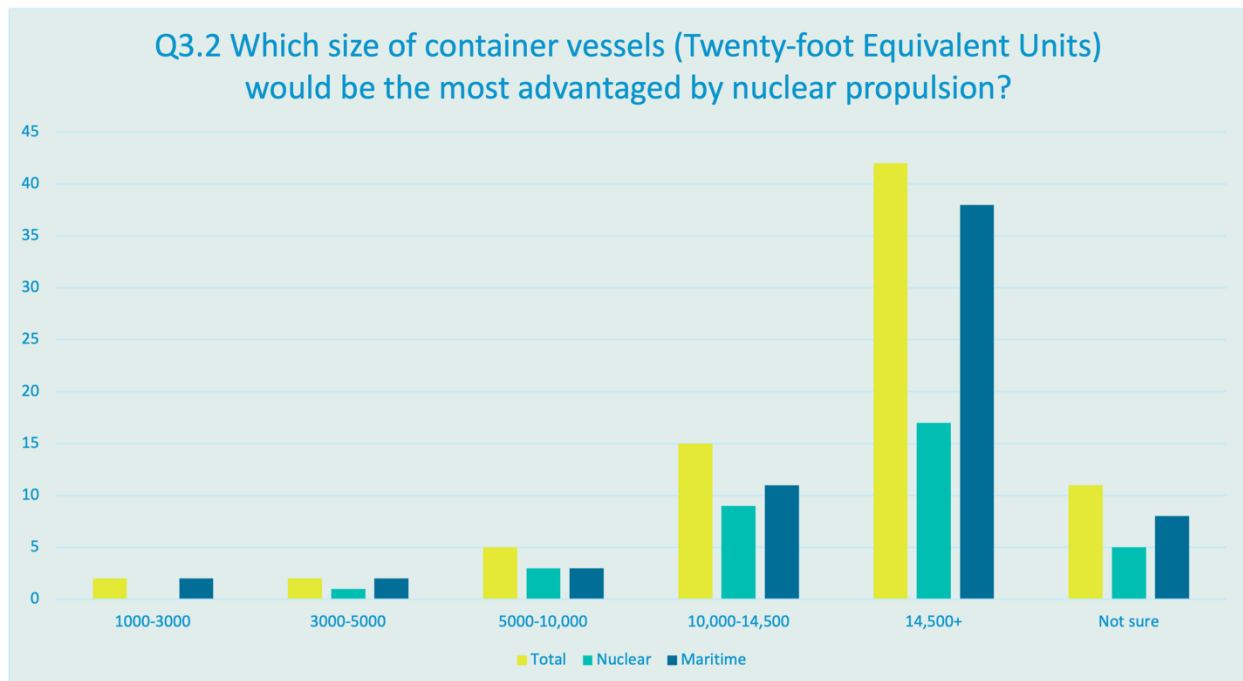 Q3.2 Which size of container vessels (Twenty-foot Equivalent Units)
would be the most advantaged by nuclear propulsion?
45
40
35
30
25
20
15
10
5
0
1000-3000 3000-5000 5000-10,000 10,000-14,500 14,500+ Not sure
Total Nuclear Maritime